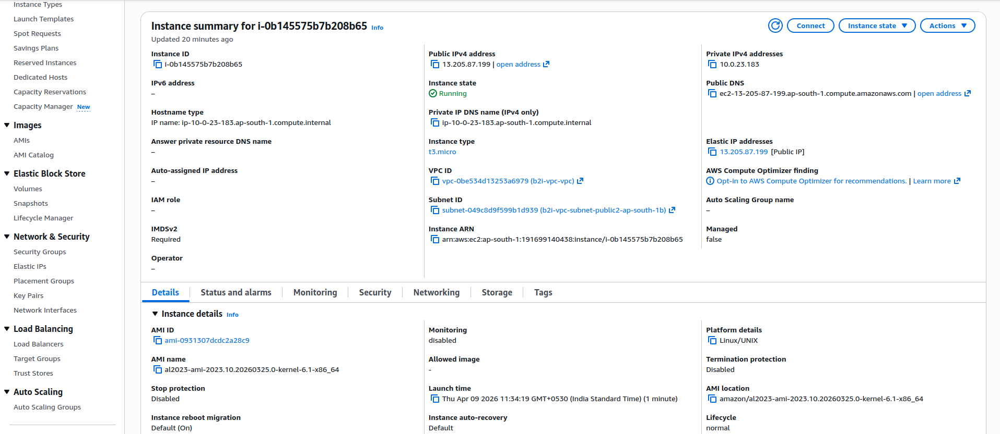 Instance Types
Launch Templates
Spot Requests
Savings Plans
Reserved Instances
Dedicated Hosts
Capacity Reservations
Capacity Manager New
Images
AMIs
AMI Catalog
Elastic Block Store
Volumes
Snapshots
Lifecycle Manager
Network & Security
Security Groups
Elastic IPs
Placement Groups
Key Pairs
Network Interfaces
Load Balancing
Load Balancers
Target Groups
Trust Stores
Auto Scaling
Auto Scaling Groups
Instance summary for i-0b145575b7b208b65 Info
Updated 20 minutes ago
Connect
Instance state
Actions
Instance ID
i-0b145575b7b208b65
IPv6 address
–
Hostname type
IP name: ip-10-0-23-183.ap-south-1.compute.internal
Answer private resource DNS name
–
Auto-assigned IP address
–
IAM role
–
IMDSv2
Required
Operator
–
Public IPv4 address
13.205.87.199 | open address
Instance state
Running
Private IP DNS name (IPv4 only)
ip-10-0-23-183.ap-south-1.compute.internal
Instance type
t3.micro
VPC ID
vpc-0be534d13253a6979 (b2i-vpc-vpc)
Subnet ID
subnet-049c8d9f599b1d939 (b2i-vpc-subnet-public2-ap-south-1b)
Instance ARN
arn:aws:ec2:ap-south-1:191699140438:instance/i-0b145575b7b208b65
Private IPv4 addresses
10.0.23.183
Public DNS
ec2-13-205-87-199.ap-south-1.compute.amazonaws.com | open address
Elastic IP addresses
13.205.87.199 [Public IP]
AWS Compute Optimizer finding
Opt-in to AWS Compute Optimizer for recommendations. | Learn more
Auto Scaling Group name
–
Managed
false
Details
Status and alarms
Monitoring
Security
Networking
Storage
Tags
Instance details Info
AMI ID
ami-0931307dcdc2a28c9
AMI name
al2023-ami-2023.10.20260325.0-kernel-6.1-x86_64
Stop protection
Disabled
Instance reboot migration
Default (On)
Monitoring
disabled
Allowed image
-
Launch time
Thu Apr 09 2026 11:34:19 GMT+0530 (India Standard Time) (1 minute)
Instance auto-recovery
Default
Platform details
Linux/UNIX
Termination protection
Disabled
AMI location
amazon/al2023-ami-2023.10.20260325.0-kernel-6.1-x86_64
Lifecycle
normal